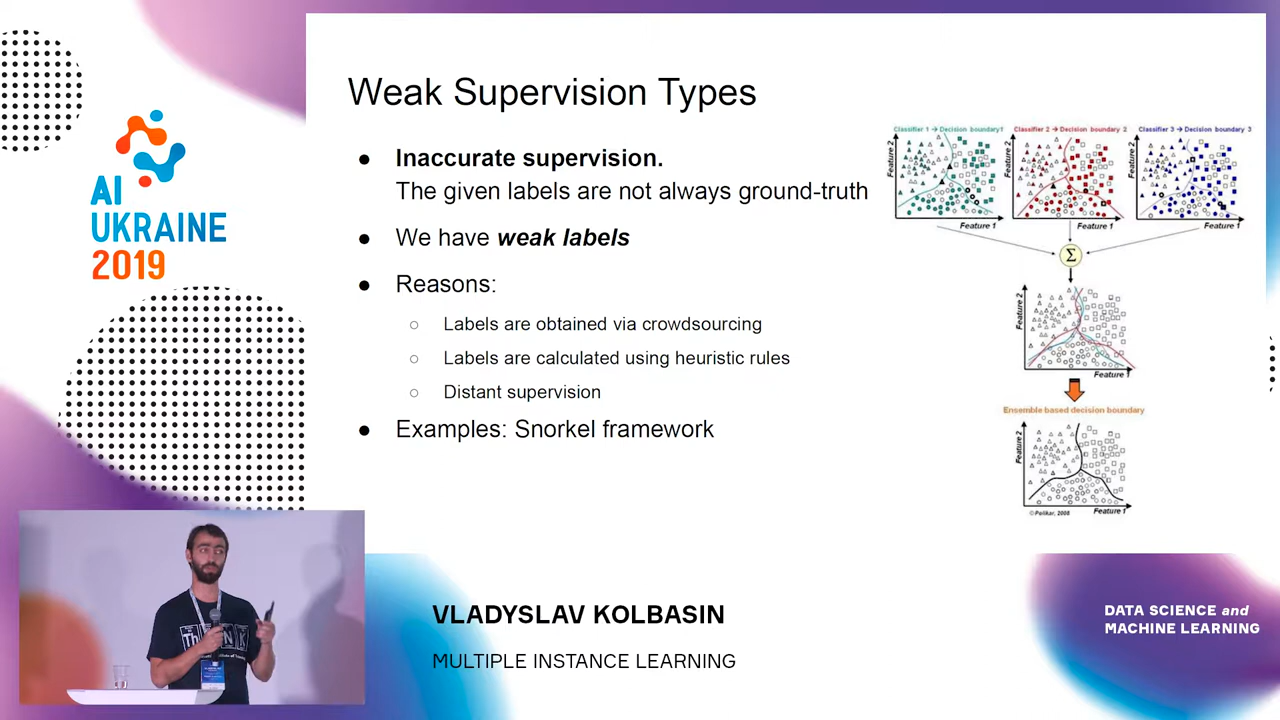 AI
UKRAINE
2019
Weak Supervision Types
● Inaccurate supervision.
The given labels are not always ground-truth
● We have weak labels
● Reasons:
○ Labels are obtained via crowdsourcing
○ Labels are calculated using heuristic rules
○ Distant supervision
● Examples: Snorkel framework
Classifier 1 → Decision boundary1
Classifier 2 → Decision boundary 2
Classifier 3 → Decision boundary 3
Feature 2
Feature 2
Feature 2
Feature 1
Feature 1
Feature 1
Σ
Feature 2
Feature 1
Ensemble based decision boundary
Feature 2
Feature 1
© Polikar, 2008
Th N K
VLADYSLAV KOLBASIN
MULTIPLE INSTANCE LEARNING
DATA SCIENCE and
MACHINE LEARNING